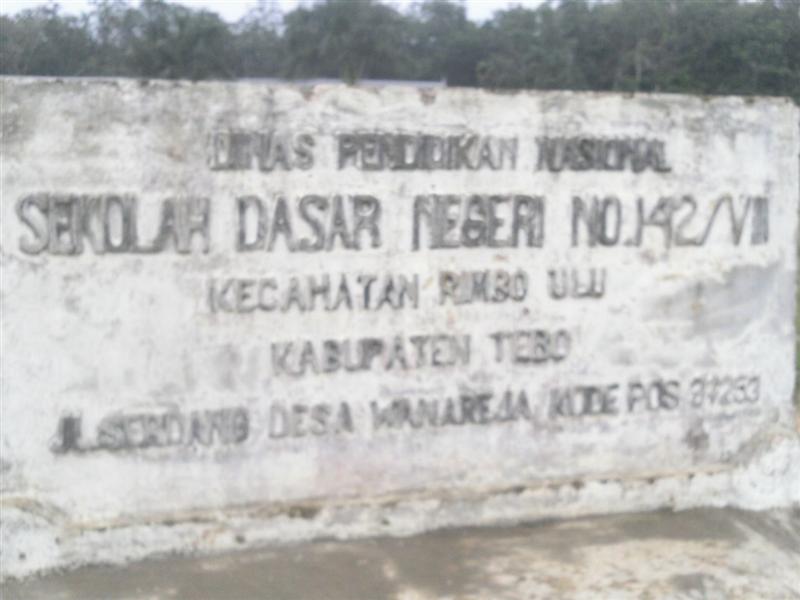 DINAS PENDIDIKAN NASIONAL
SEKOLAH DASAR NEGERI NO.142/VIII
KECAMATAN RIMBO ULU
KABUPATEN TEBO
JL.SERDANG DESA WANAREJA KODE POS 37253